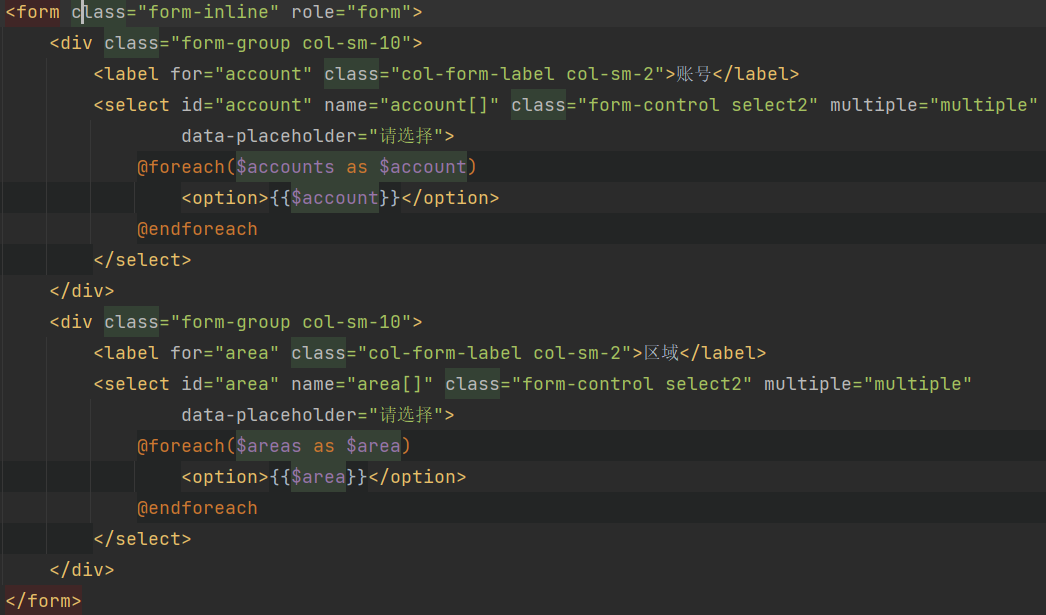 <form class="form-inline" role="form">
    <div class="form-group col-sm-10">
        <label for="account" class="col-form-label col-sm-2">账号</label>
        <select id="account" name="account[]" class="form-control select2" multiple="multiple"
                data-placeholder="请选择">
            @foreach($accounts as $account)
                <option>{{$account}}</option>
            @endforeach
        </select>
    </div>
    <div class="form-group col-sm-10">
        <label for="area" class="col-form-label col-sm-2">区域</label>
        <select id="area" name="area[]" class="form-control select2" multiple="multiple"
                data-placeholder="请选择">
            @foreach($areas as $area)
                <option>{{$area}}</option>
            @endforeach
        </select>
    </div>
</form>